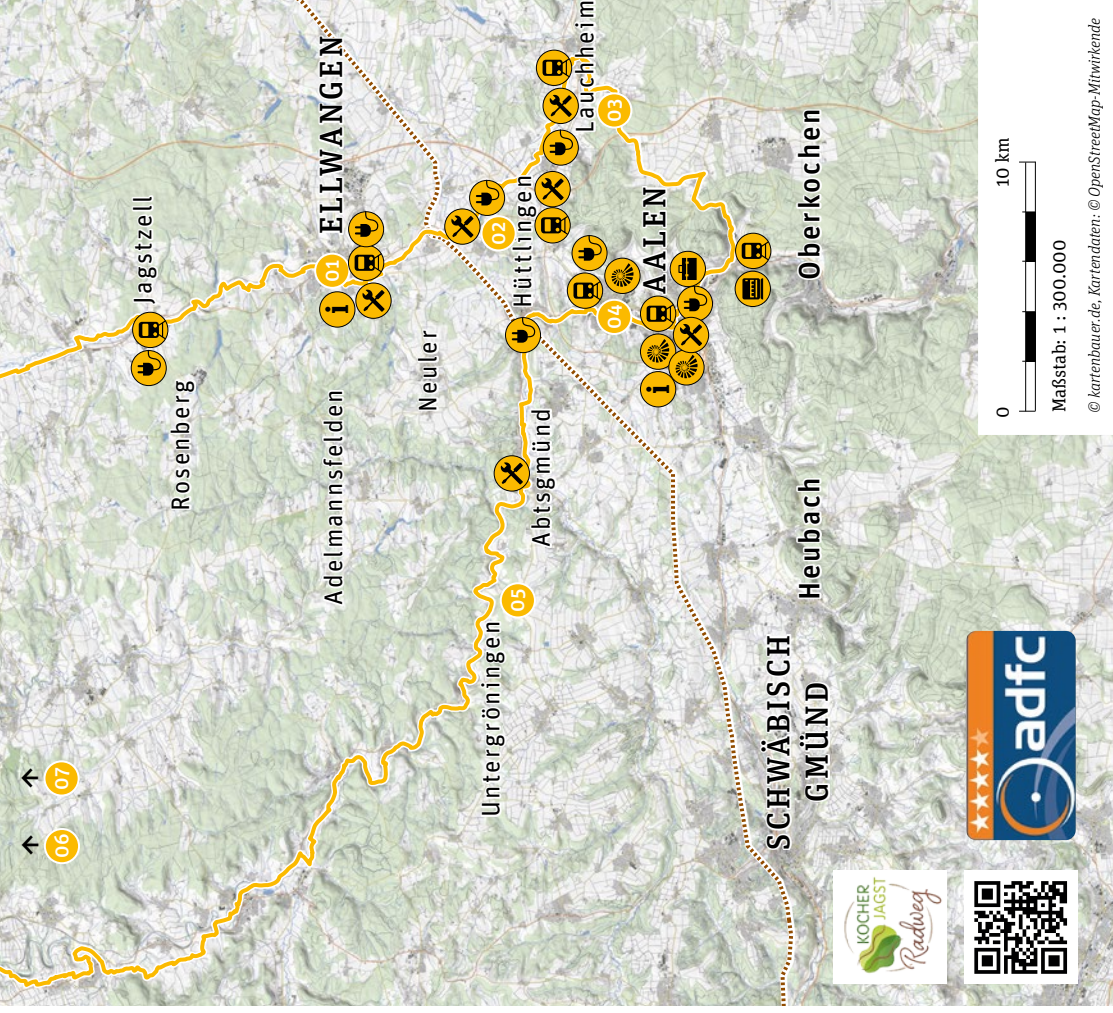 Jagstzell
Rosenberg
ELLWANGEN
01
Adelmannsfelden
Neuler
02
Hüttlingen
Lauchheim
03
Abtsgmünd
04
AALEN
Oberkochen
05
Untergröningen
Heubach
SCHWÄBISCH
GMÜND
06
07
KOCHER
JAGST
Radweg
adfc
0
10 km
Maßstab: 1 : 300.000
© kartenbauer.de, Kartendaten: © OpenStreetMap-Mitwirkende